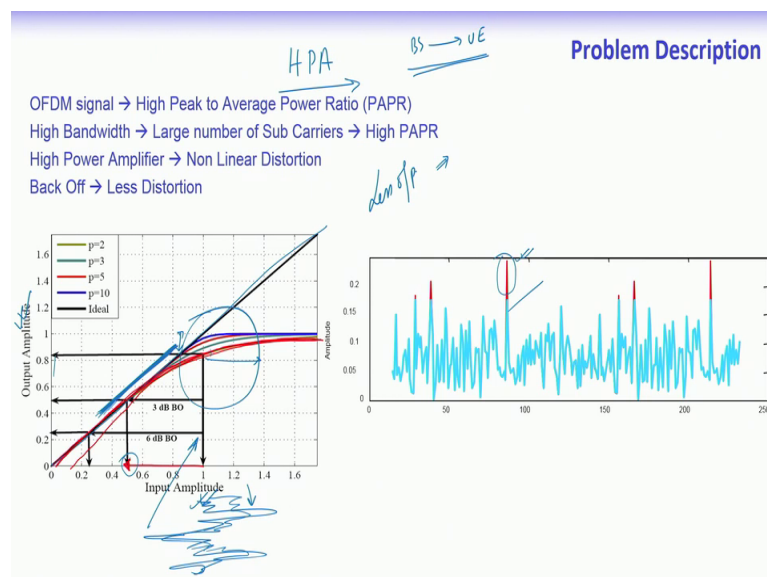 Problem Description
HPA
BS → UE
OFDM signal → High Peak to Average Power Ratio (PAPR)
High Bandwidth → Large number of Sub Carriers → High PAPR
High Power Amplifier → Non Linear Distortion
Back Off → Less Distortion
Less o/p ⇒
p=2
p=3
p=5
p=10
Ideal
1.6
1.4
1.2
1
0.8
0.6
0.4
0.2
0
Output Amplitude
3 dB BO
6 dB BO
0 0.2 0.4 0.6 0.8 1.0 1.2 1.4 1.6
Input Amplitude
Amplitude
0.2
0.15
0.1
0.05
0
0 50 100 150 200 250